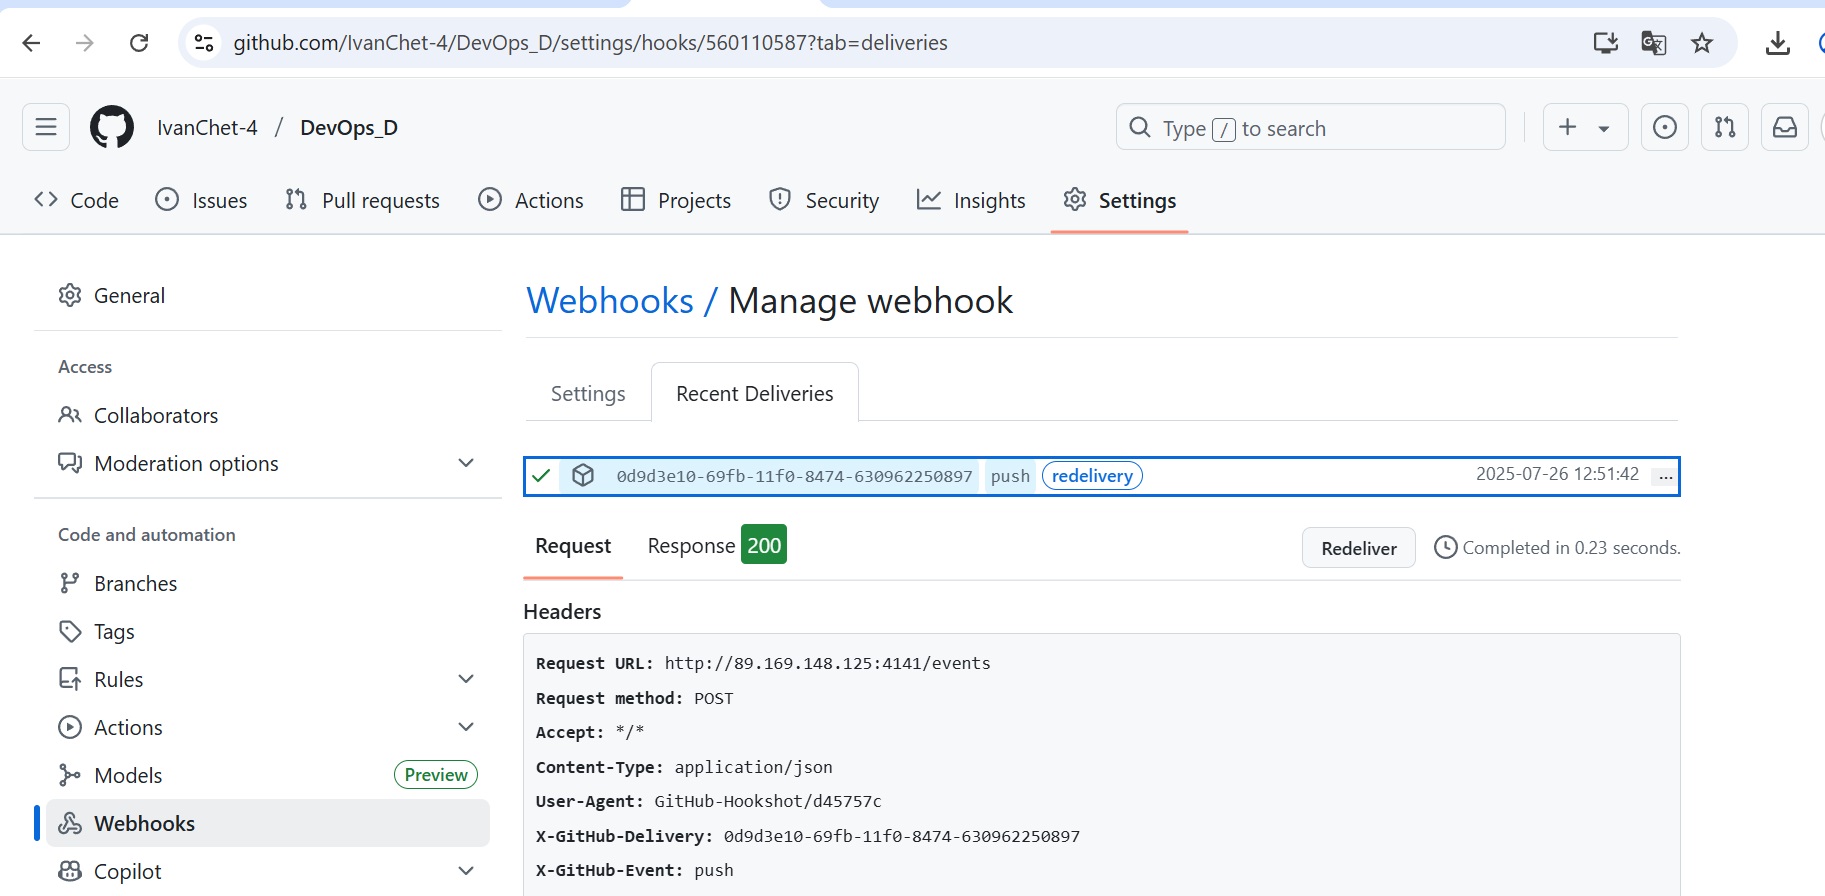 github.com/IvanChet-4/DevOps_D/settings/hooks/560110587?tab=deliveries
IvanChet-4 / DevOps_D
Type / to search
Code Issues Pull requests Actions Projects Security Insights Settings
General
Access
Collaborators
Moderation options
Code and automation
Branches
Tags
Rules
Actions
Models Preview
Webhooks
Copilot
Webhooks / Manage webhook
Settings Recent Deliveries
0d9d3e10-69fb-11f0-8474-630962250897 push redelivery 2025-07-26 12:51:42 ...
Request Response 200 Redeliver Completed in 0.23 seconds.
Headers
Request URL: http://89.169.148.125:4141/events
Request method: POST
Accept: */*
Content-Type: application/json
User-Agent: GitHub-Hookshot/d45757c
X-GitHub-Delivery: 0d9d3e10-69fb-11f0-8474-630962250897
X-GitHub-Event: push